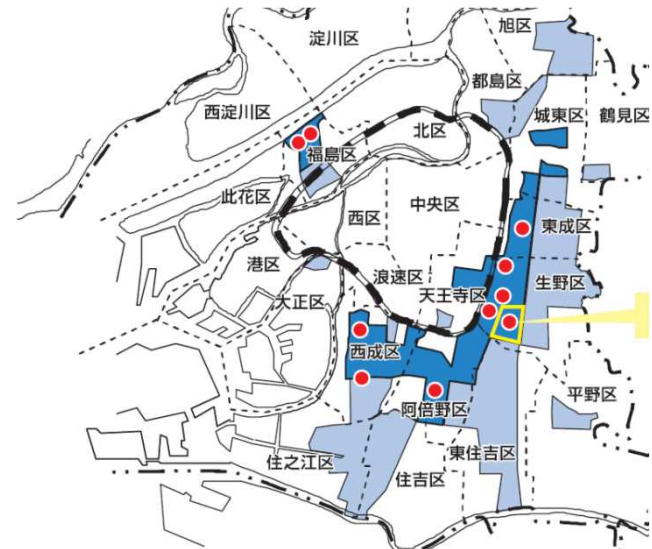 淀川区
旭区
都島区
西淀川区
城東区
鶴見区
北区
福島区
此花区
西区
中央区
東成区
港区
浪速区
天王寺区
生野区
大正区
西成区
平野区
阿倍野区
住之江区
住吉区
東住吉区